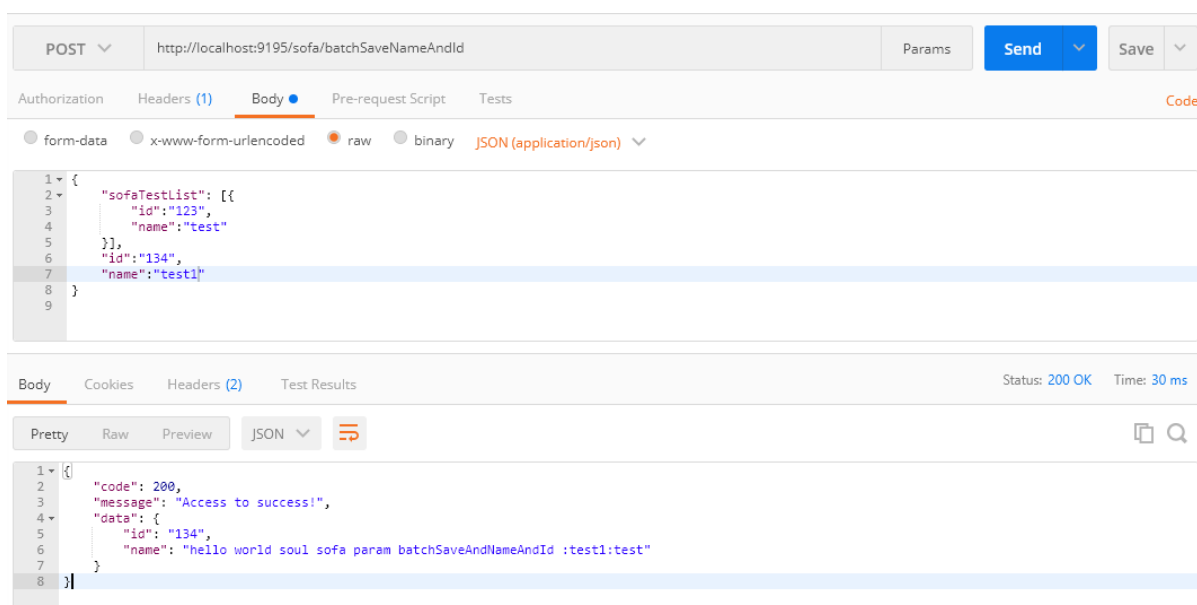 POST http://localhost:9195/sofa/batchSaveNameAndId Params Send Save
Authorization Headers (1) Body Pre-request Script Tests Code
form-data x-www-form-urlencoded raw binary JSON (application/json)
1 {
2 "sofaTestList": [{
3 "id":"123",
4 "name":"test"
5 }],
6 "id":"134",
7 "name":"test1"
8 }
9
Body Cookies Headers (2) Test Results Status: 200 OK Time: 30 ms
Pretty Raw Preview JSON
1 {
2 "code": 200,
3 "message": "Access to success!",
4 "data": {
5 "id": "134",
6 "name": "hello world soul sofa param batchSaveAndNameAndId :test1:test"
7 }
8 }